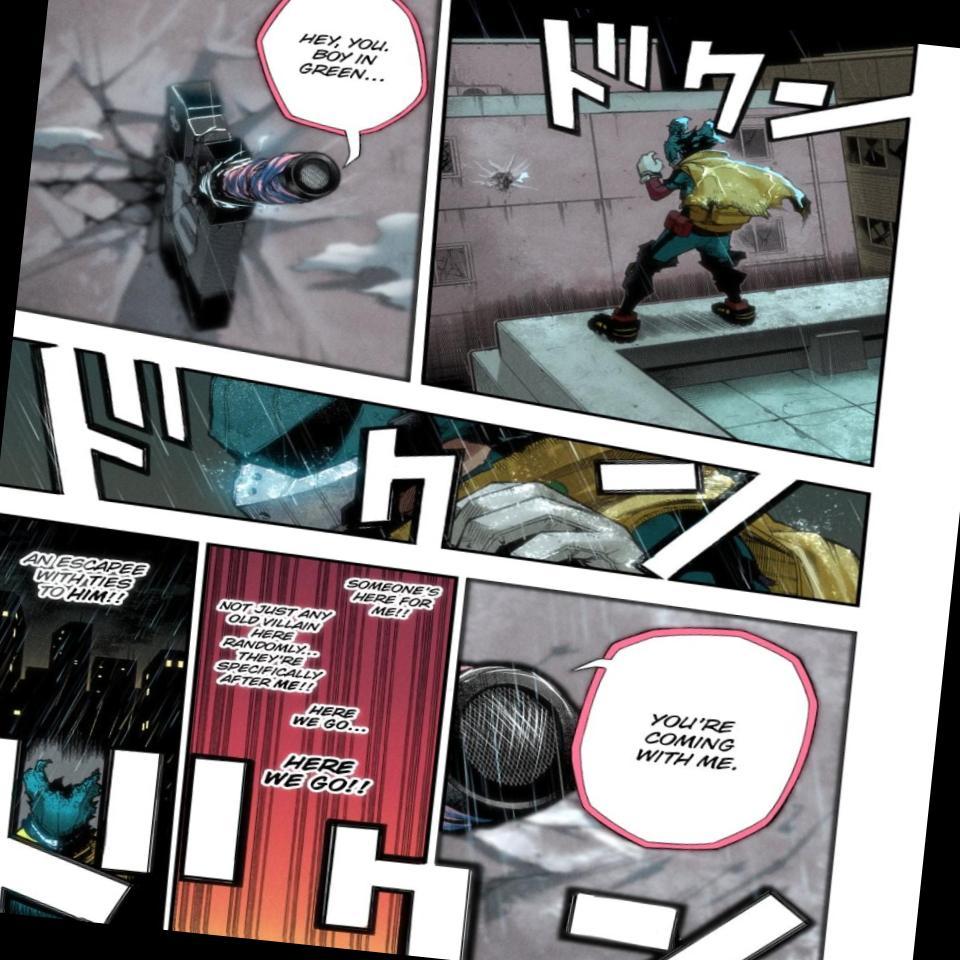 HEY, YOU.
BOY IN
GREEN...
ドクン
ドクン
AN ESCAPEE
WITH TIES
TO HIM!!
SOMEONE'S
HERE FOR
ME!!
NOT JUST ANY
OLD VILLAIN
HERE
RANDOMLY...
THEY'RE
SPECIFICALLY
AFTER ME!!
HERE
WE GO...
HERE
WE GO!!
YOU'RE
COMING
WITH ME.
ドクン